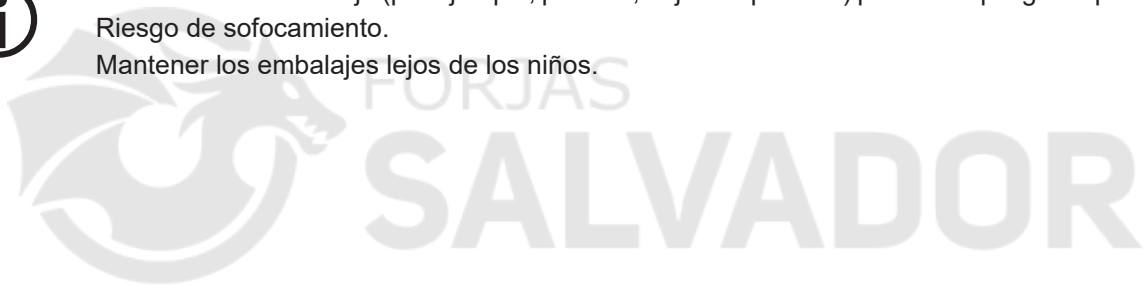 Riesgo de sofocamiento.
Mantener los embalajes lejos de los niños.
FORJAS
SALVADOR